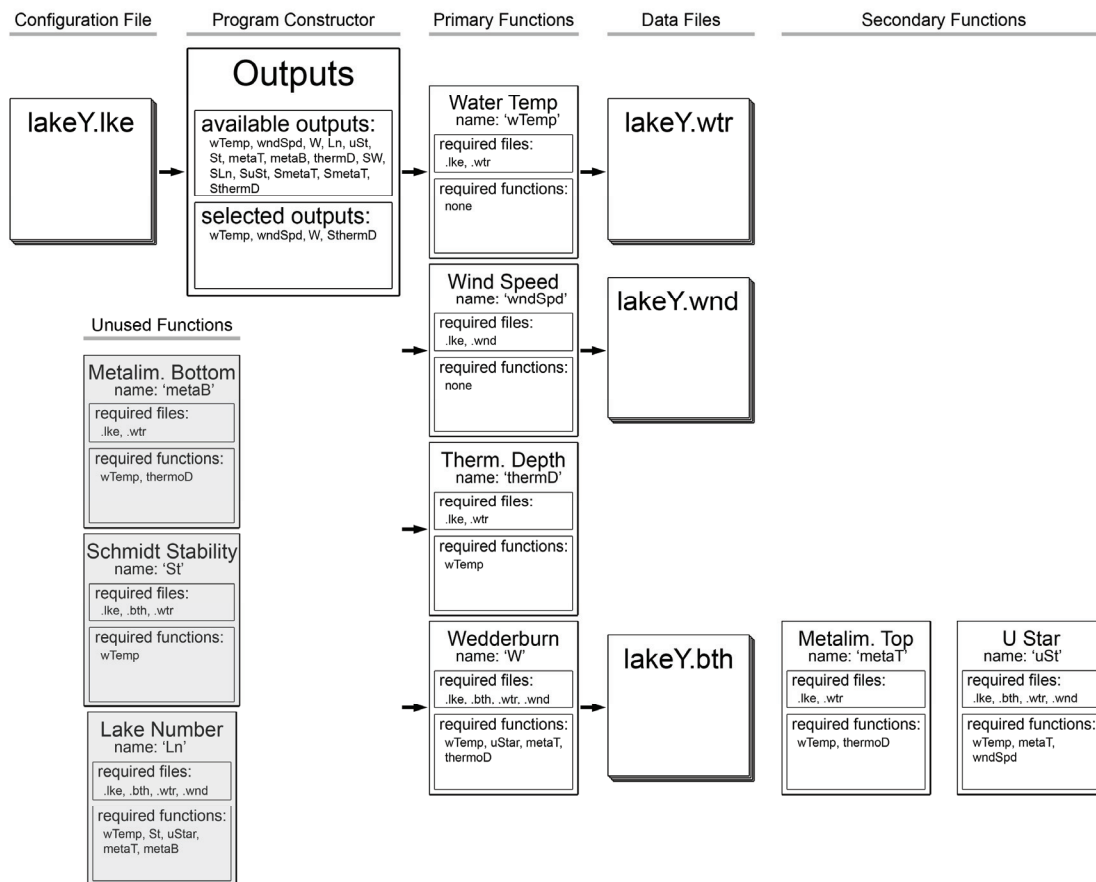 Configuration File
Program Constructor
Primary Functions
Data Files
Secondary Functions
lakeY.lke
Outputs
available outputs:
wTemp, wndSpd, W, Ln, uSt,
St, metaT, metaB, thermD, SW,
SLn, SuSt, SmetaT, SmetaT,
SthermD
selected outputs:
wTemp, wndSpd, W, SthermD
Water Temp
name: ‘wTemp’
required files:
.lke, .wtr
required functions:
none
lakeY.wtr
Wind Speed
name: ‘wndSpd’
required files:
.lke, .wnd
required functions:
none
lakeY.wnd
Unused Functions
Metalim. Bottom
name: ‘metaB’
required files:
.lke, .wtr
required functions:
wTemp, thermoD
Therm. Depth
name: ‘thermD’
required files:
.lke, .wtr
required functions:
wTemp
Schmidt Stability
name: ‘St’
required files:
.lke, .bth, .wtr
required functions:
wTemp
Wedderburn
name: ‘W’
required files:
.lke, .bth, .wtr, .wnd
required functions:
wTemp, uStar, metaT,
thermoD
lakeY.bth
Metalim. Top
name: ‘metaT’
required files:
.lke, .wtr
required functions:
wTemp, thermoD
U Star
name: ‘uSt’
required files:
.lke, .bth, .wtr, .wnd
required functions:
wTemp, metaT,
wndSpd
Lake Number
name: ‘Ln’
required files:
.lke, .bth, .wtr, .wnd
required functions:
wTemp, St, uStar,
metaT, metaB